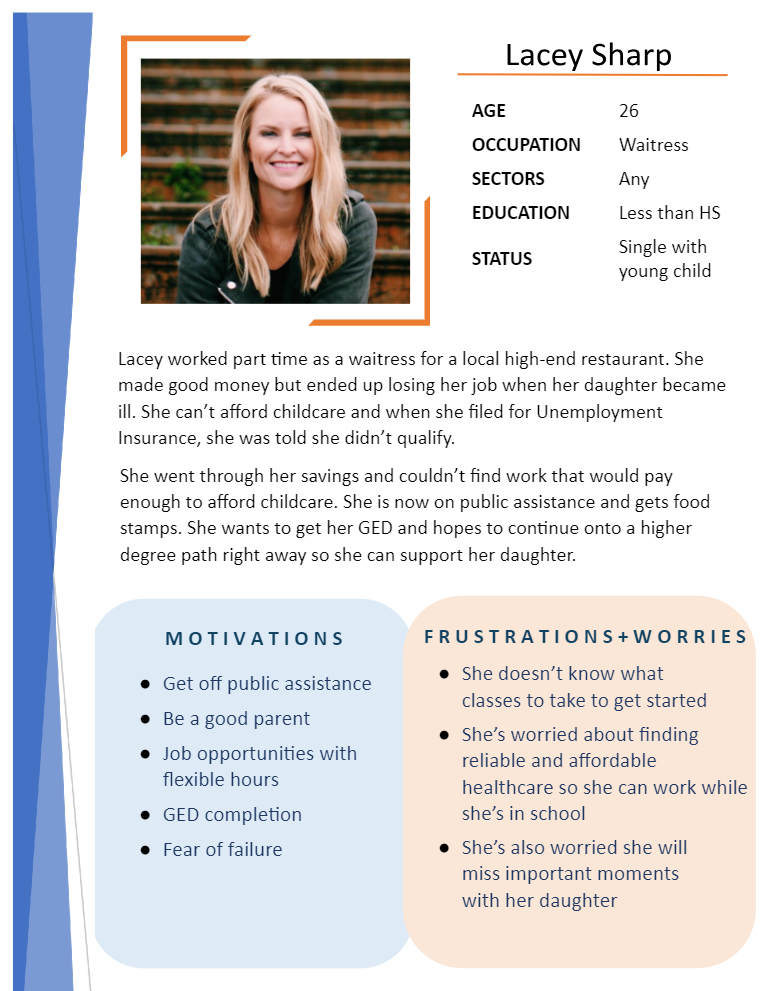 Lacey Sharp
AGE 26
OCCUPATION Waitress
SECTORS Any
EDUCATION Less than HS
STATUS Single with
young child
Lacey worked part time as a waitress for a local high-end restaurant. She
made good money but ended up losing her job when her daughter became
ill. She can’t afford childcare and when she filed for Unemployment
Insurance, she was told she didn’t qualify.
She went through her savings and couldn’t find work that would pay
enough to afford childcare. She is now on public assistance and gets food
stamps. She wants to get her GED and hopes to continue onto a higher
degree path right away so she can support her daughter.
MOTIVATIONS
● Get off public assistance
● Be a good parent
● Job opportunities with
flexible hours
● GED completion
● Fear of failure
FRUSTRATIONS+WORRIES
● She doesn’t know what
classes to take to get started
● She’s worried about finding
reliable and affordable
healthcare so she can work while
she’s in school
● She’s also worried she will
miss important moments
with her daughter